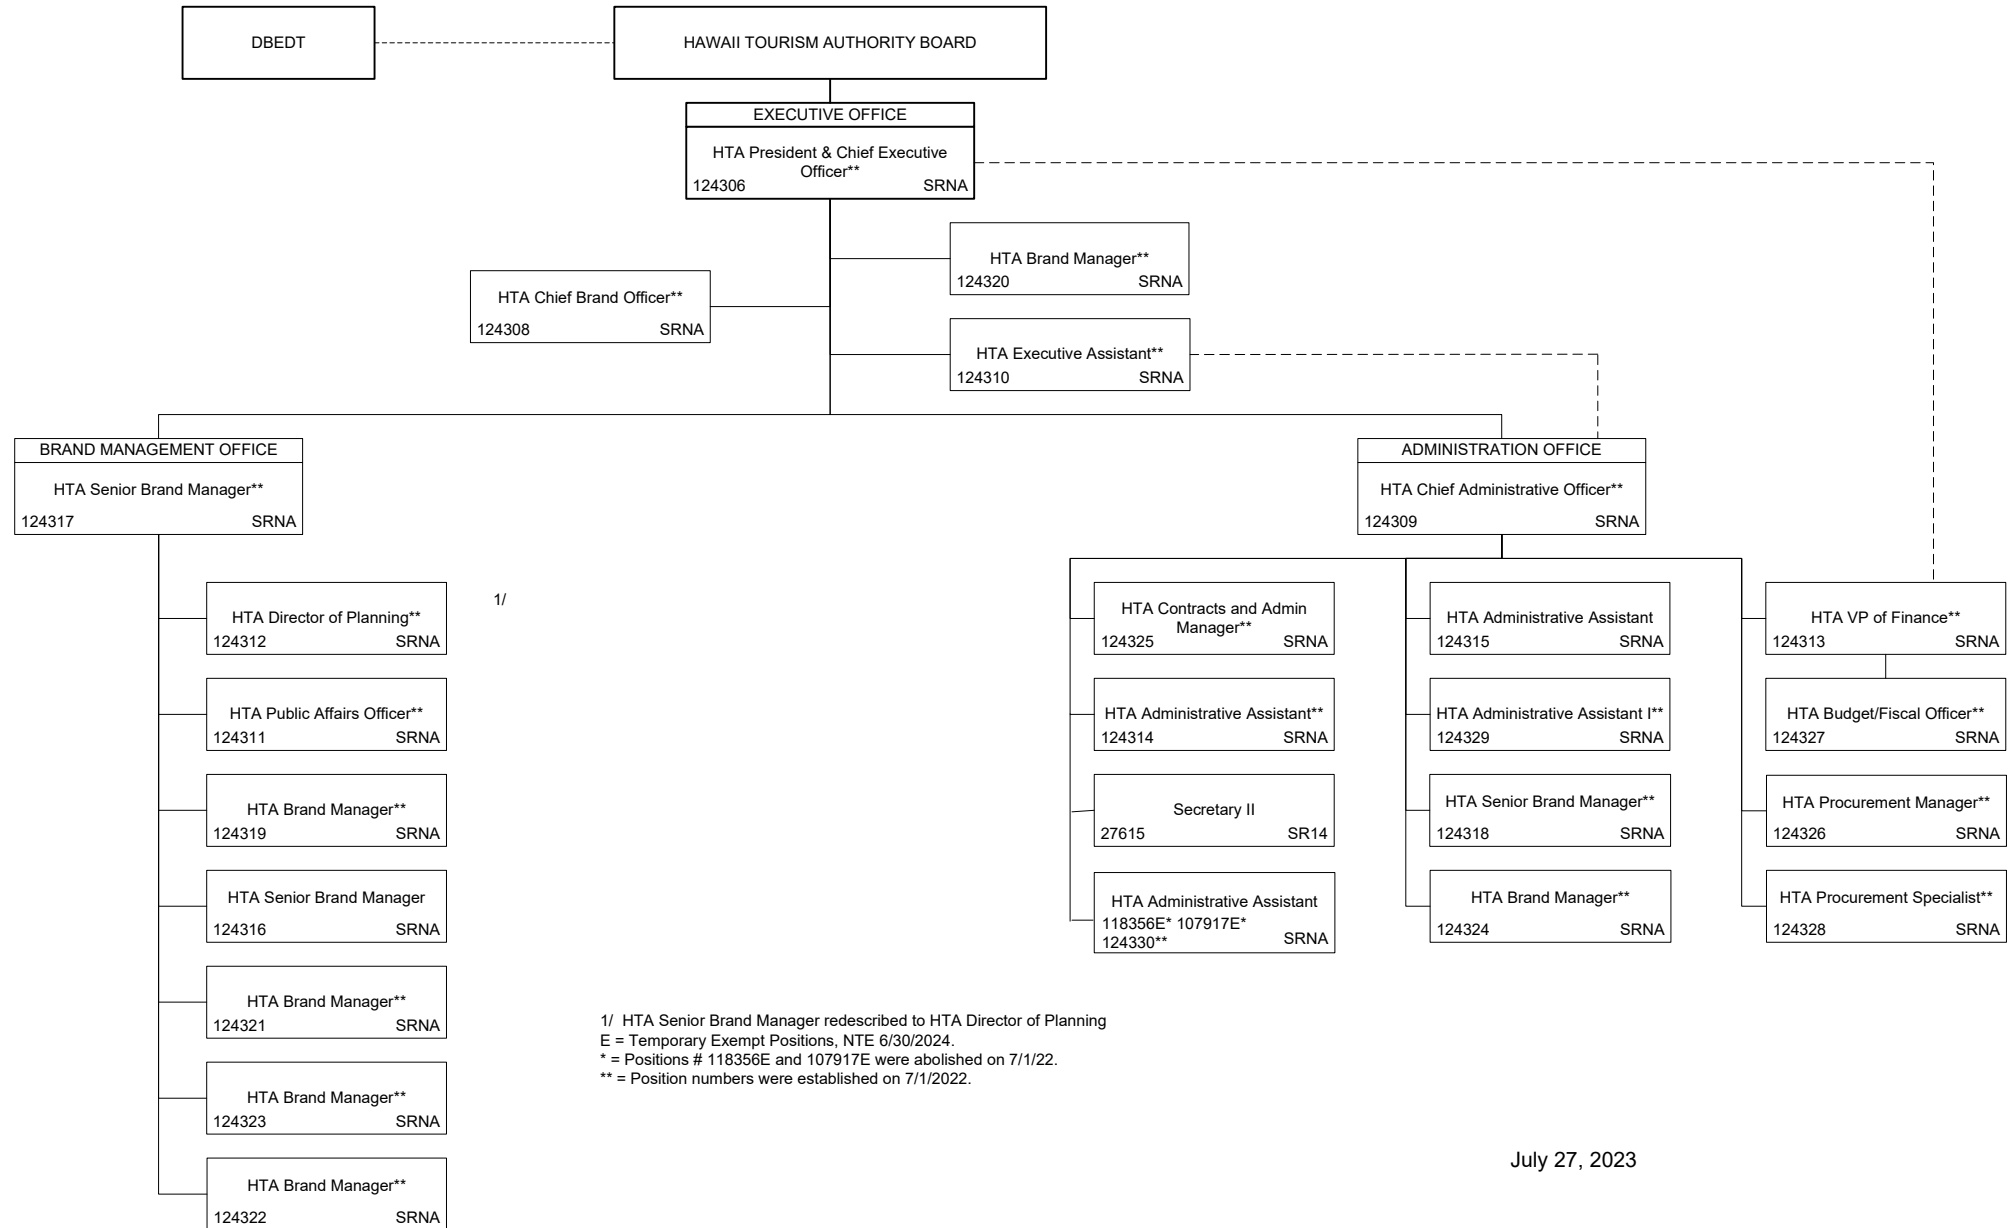 DBEDT
HAWAII TOURISM AUTHORITY BOARD
EXECUTIVE OFFICE
HTA President & Chief Executive
Officer**
124306 SRNA
HTA Brand Manager**
124320 SRNA
HTA Chief Brand Officer**
124308 SRNA
HTA Executive Assistant**
124310 SRNA
BRAND MANAGEMENT OFFICE
HTA Senior Brand Manager**
124317 SRNA
HTA Director of Planning**
124312 SRNA
1/
HTA Public Affairs Officer**
124311 SRNA
HTA Brand Manager**
124319 SRNA
HTA Senior Brand Manager
124316 SRNA
HTA Brand Manager**
124321 SRNA
HTA Brand Manager**
124323 SRNA
HTA Brand Manager**
124322 SRNA
ADMINISTRATION OFFICE
HTA Chief Administrative Officer**
124309 SRNA
HTA Contracts and Admin
Manager**
124325 SRNA
HTA Administrative Assistant**
124314 SRNA
Secretary II
27615 SR14
HTA Administrative Assistant
118356E* 107917E*
124330** SRNA
HTA Administrative Assistant
124315 SRNA
HTA Administrative Assistant I**
124329 SRNA
HTA Senior Brand Manager**
124318 SRNA
HTA Brand Manager**
124324 SRNA
HTA VP of Finance**
124313 SRNA
HTA Budget/Fiscal Officer**
124327 SRNA
HTA Procurement Manager**
124326 SRNA
HTA Procurement Specialist**
124328 SRNA
1/ HTA Senior Brand Manager redescribed to HTA Director of Planning
E = Temporary Exempt Positions, NTE 6/30/2024.
* = Positions # 118356E and 107917E were abolished on 7/1/22.
** = Position numbers were established on 7/1/2022.
July 27, 2023